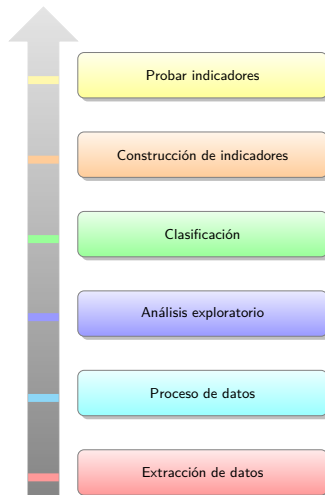 Probar indicadores
Construcción de indicadores
Clasificación
Análisis exploratorio
Proceso de datos
Extracción de datos